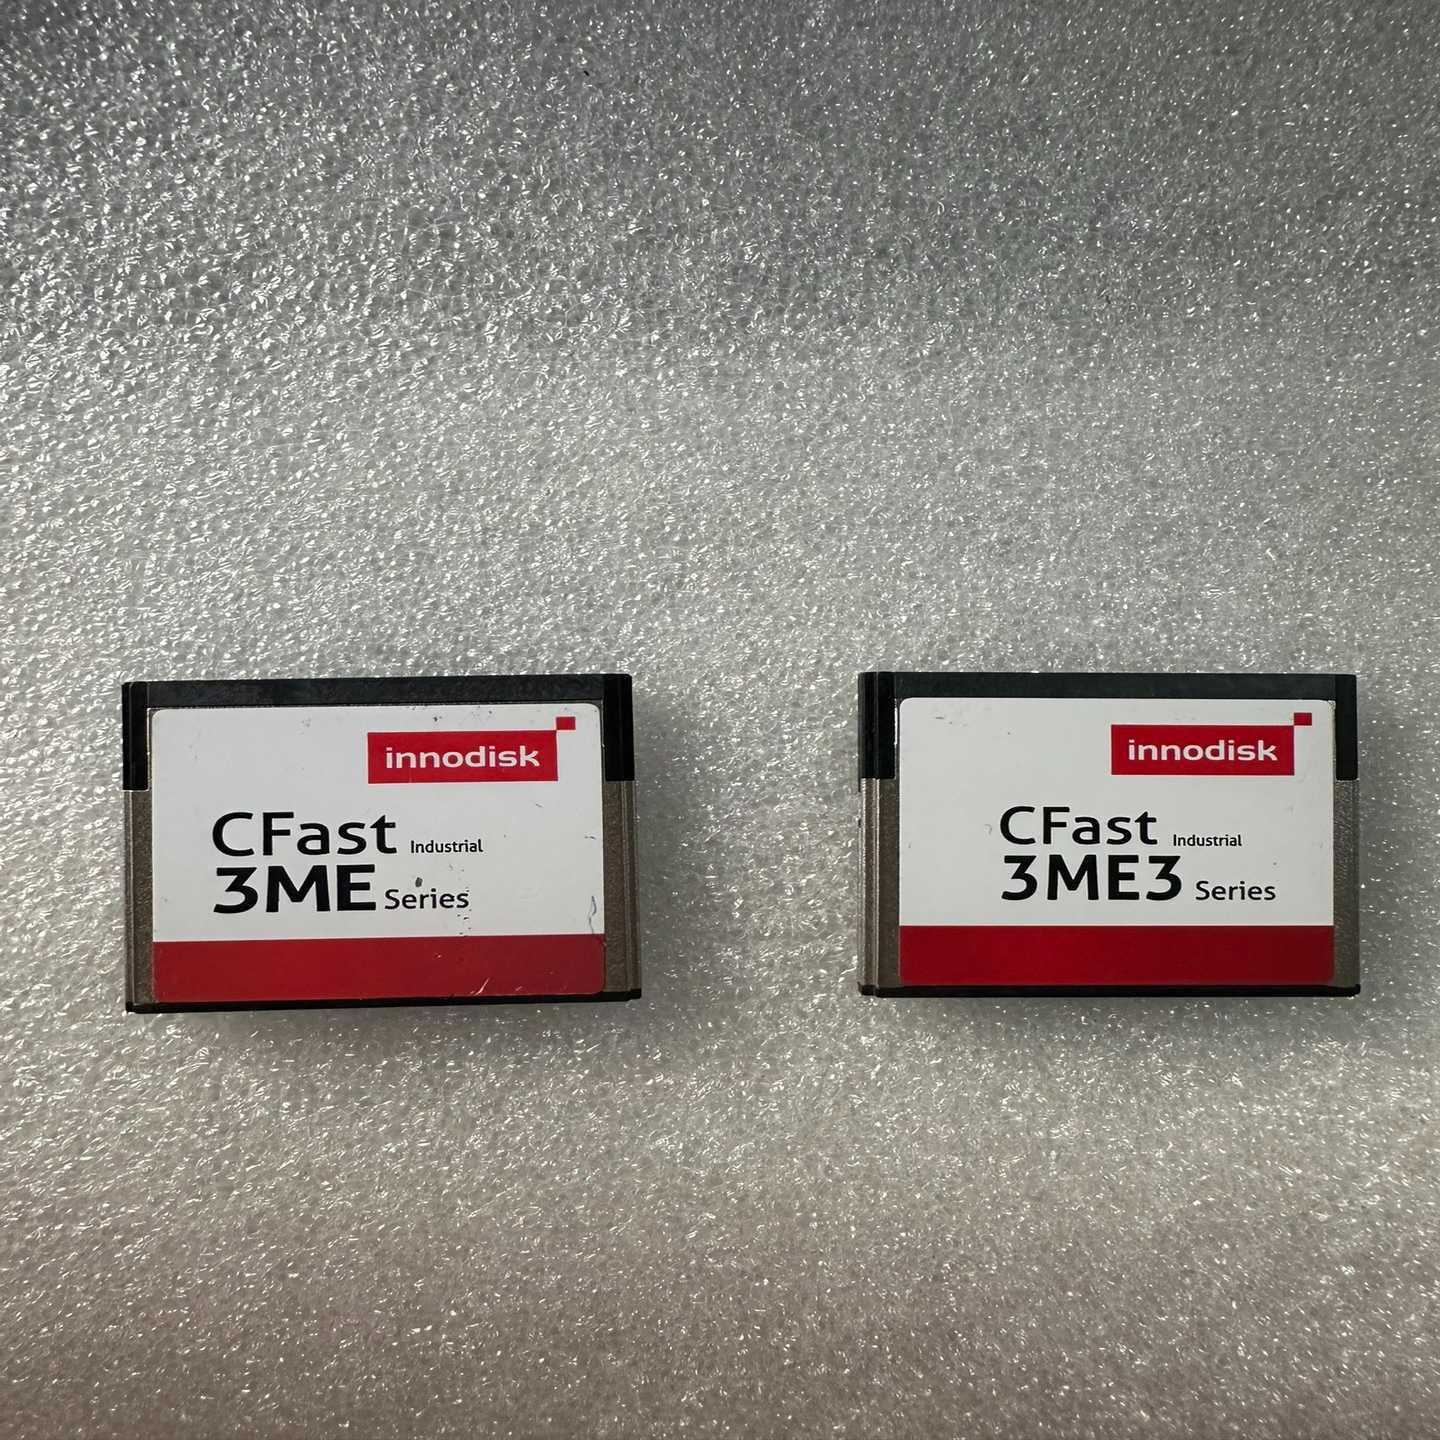 innodisk
CFast Industrial
3ME Series
innodisk
CFast Industrial
3ME3 Series